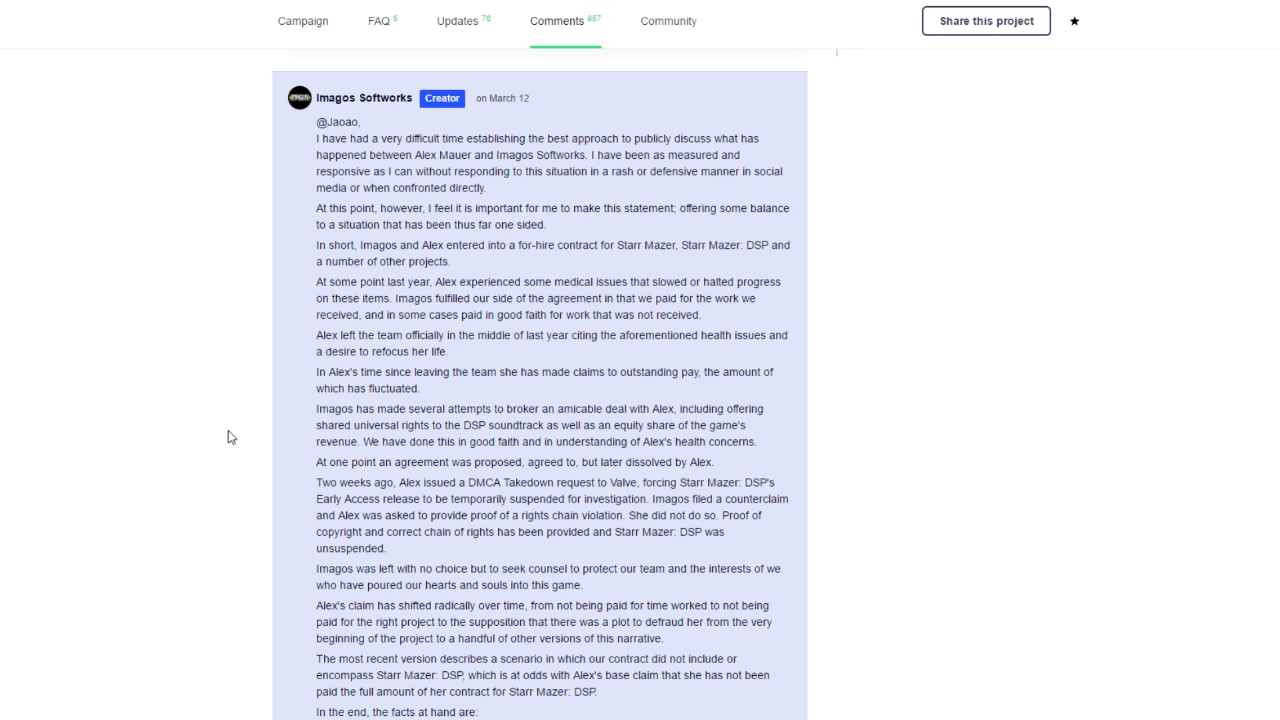 Campaign FAQ 5 Updates 76 Comments 957 Community Share this project
Imagos Softworks Creator on March 12
@Jaoao,
I have had a very difficult time establishing the best approach to publicly discuss what has
happened between Alex Mauer and Imagos Softworks. I have been as measured and
responsive as I can without responding to this situation in a rash or defensive manner in social
media or when confronted directly.
At this point, however, I feel it is important for me to make this statement; offering some balance
to a situation that has been thus far one sided.
In short, Imagos and Alex entered into a for-hire contract for Starr Mazer, Starr Mazer: DSP and
a number of other projects.
At some point last year, Alex experienced some medical issues that slowed or halted progress
on these items. Imagos fulfilled our side of the agreement in that we paid for the work we
received, and in some cases paid in good faith for work that was not received.
Alex left the team officially in the middle of last year citing the aforementioned health issues and
a desire to refocus her life.
In Alex's time since leaving the team she has made claims to outstanding pay, the amount of
which has fluctuated.
Imagos has made several attempts to broker an amicable deal with Alex, including offering
shared universal rights to the DSP soundtrack as well as an equity share of the game's
revenue. We have done this in good faith and in understanding of Alex's health concerns.
At one point an agreement was proposed, agreed to, but later dissolved by Alex.
Two weeks ago, Alex issued a DMCA Takedown request to Valve, forcing Starr Mazer: DSP's
Early Access release to be temporarily suspended for investigation. Imagos filed a counterclaim
and Alex was asked to provide proof of a rights chain violation. She did not do so. Proof of
copyright and correct chain of rights has been provided and Starr Mazer: DSP was
unsuspended.
Imagos was left with no choice but to seek counsel to protect our team and the interests of we
who have poured our hearts and souls into this game.
Alex's claim has shifted radically over time, from not being paid for time worked to not being
paid for the right project to the supposition that there was a plot to defraud her from the very
beginning of the project to a handful of other versions of this narrative.
The most recent version describes a scenario in which our contract did not include or
encompass Starr Mazer: DSP, which is at odds with Alex's base claim that she has not been
paid the full amount of her contract for Starr Mazer: DSP.
In the end, the facts at hand are: